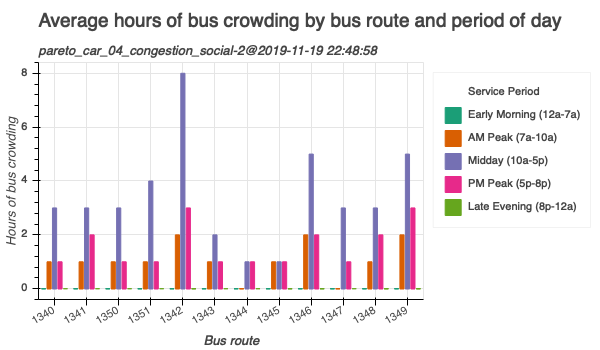 Average hours of bus crowding by bus route and period of day
pareto_car_04_congestion_social-2@2019-11-19 22:48:58
Hours of bus crowding
8
6
4
2
0
1340
1341
1350
1351
1342
1343
1344
1345
1346
1347
1348
1349
Bus route
Service Period
Early Morning (12a-7a)
AM Peak (7a-10a)
Midday (10a-5p)
PM Peak (5p-8p)
Late Evening (8p-12a)